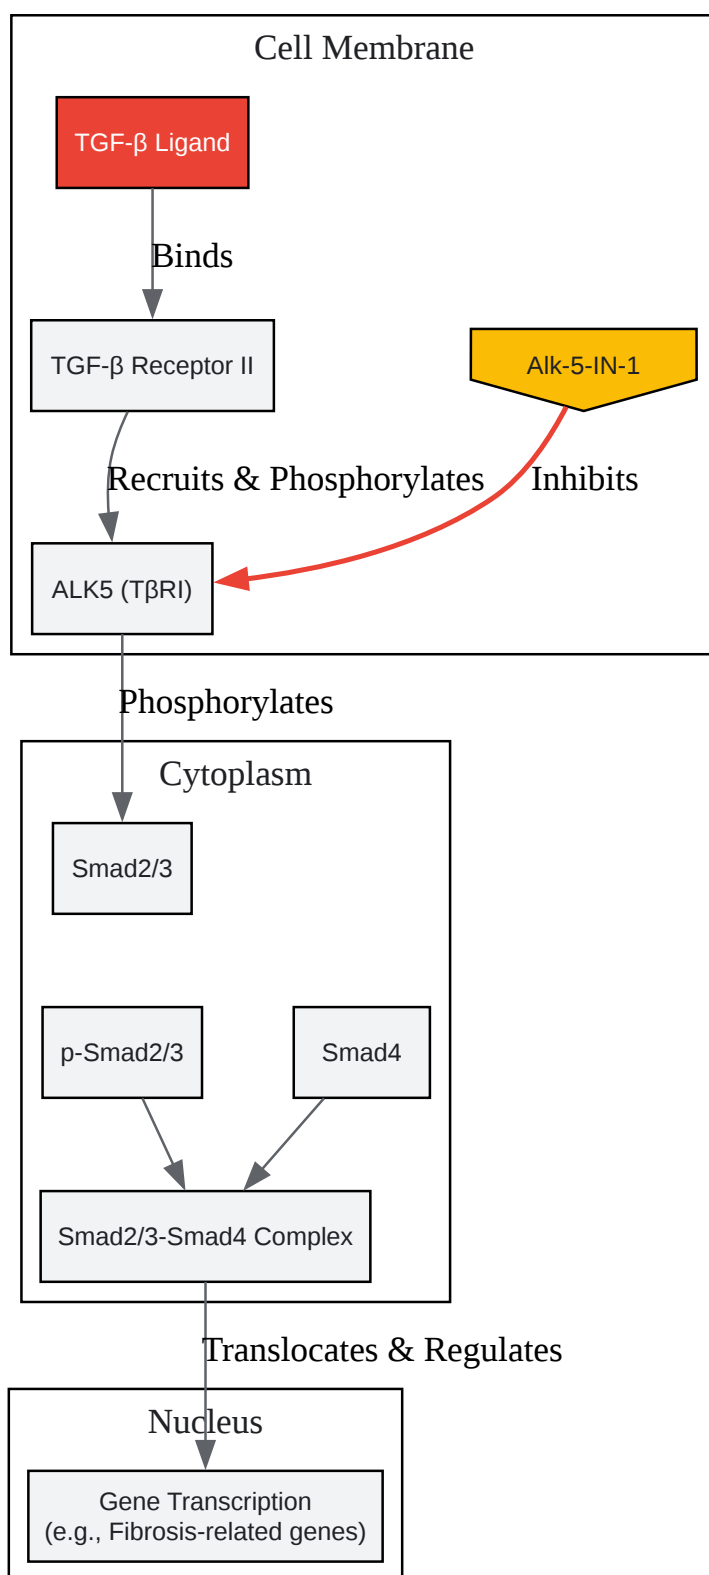 Cell Membrane
TGF-β Ligand
Binds
TGF-β Receptor II
Alk-5-IN-1
Recruits & Phosphorylates
Inhibits
ALK5 (TβRI)
Phosphorylates
Cytoplasm
Smad2/3
p-Smad2/3
Smad4
Smad2/3-Smad4 Complex
Translocates & Regulates
Nucleus
Gene Transcription
(e.g., Fibrosis-related genes)